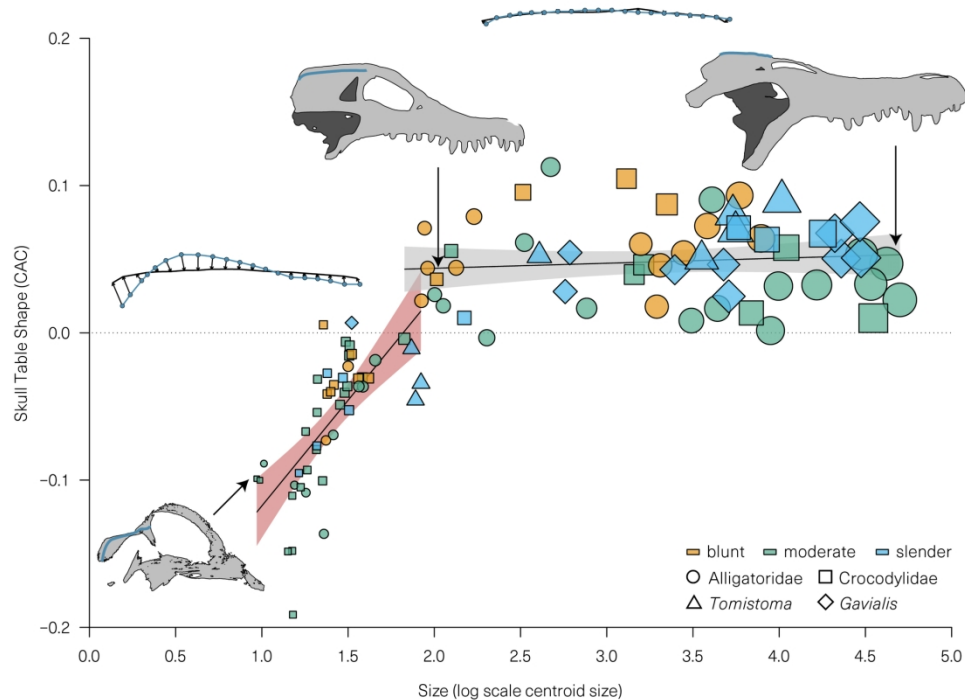 0.2
0.1
0.0
−0.1
−0.2
Skull Table Shape (CAC)
blunt moderate slender
Alligatoridae Crocodylidae
Tomistoma Gavialis
0.0 0.5 1.0 1.5 2.0 2.5 3.0 3.5 4.0 4.5 5.0
Size (log scale centroid size)